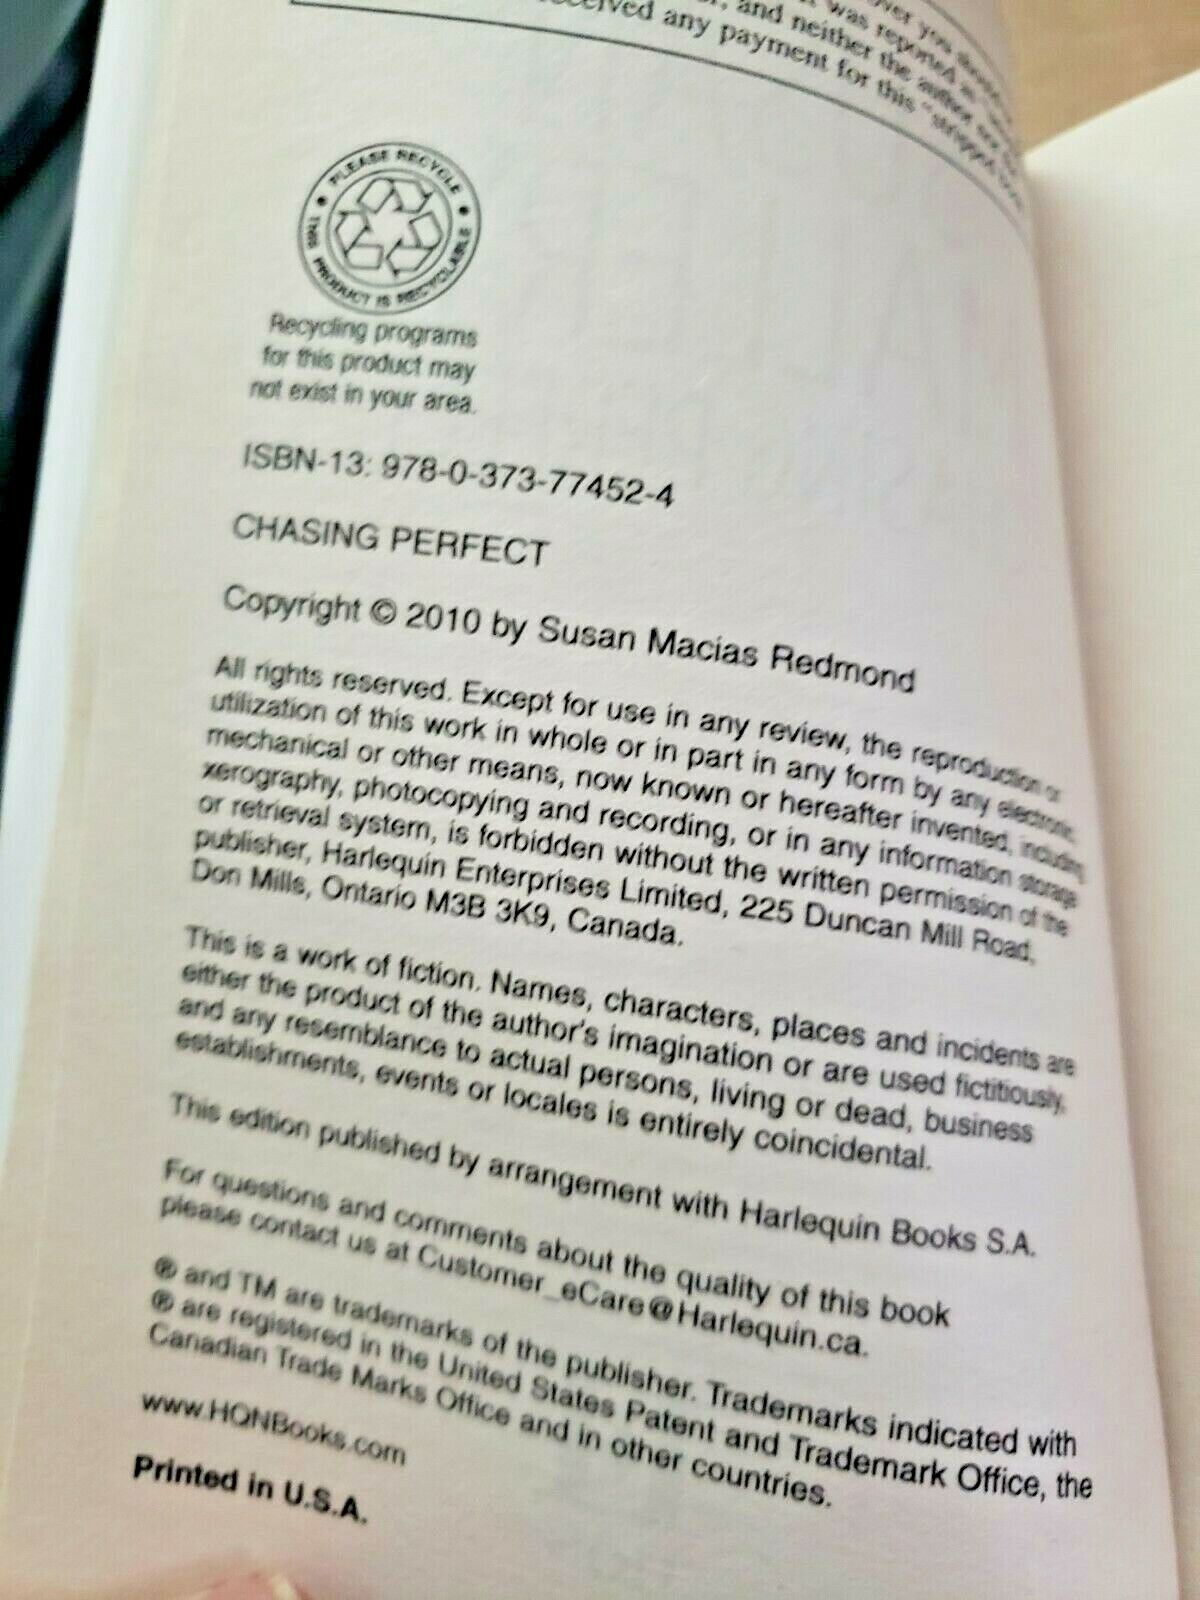 over you
it was reported as
and neither the author nor
received any payment for this "stripped
PLEASE RECYCLE
THIS PRODUCT IS RECYCLABLE
Recycling programs
for this product may
not exist in your area.
ISBN-13: 978-0-373-77452-4
CHASING PERFECT
Copyright © 2010 by Susan Macias Redmond
All rights reserved. Except for use in any review, the reproduction or
utilization of this work in whole or in part in any form by any electronic,
mechanical or other means, now known or hereafter invented, including
xerography, photocopying and recording, or in any information storage
or retrieval system, is forbidden without the written permission of the
publisher, Harlequin Enterprises Limited, 225 Duncan Mill Road,
Don Mills, Ontario M3B 3K9, Canada.
This is a work of fiction. Names, characters, places and incidents are
either the product of the author's imagination or are used fictitiously,
and any resemblance to actual persons, living or dead, business
establishments, events or locales is entirely coincidental.
This edition published by arrangement with Harlequin Books S.A.
For questions and comments about the quality of this book
please contact us at Customer_eCare@Harlequin.ca.
® and TM are trademarks of the publisher. Trademarks indicated with
® are registered in the United States Patent and Trademark Office, the
Canadian Trade Marks Office and in other countries.
www.HQNBooks.com
Printed in U.S.A.